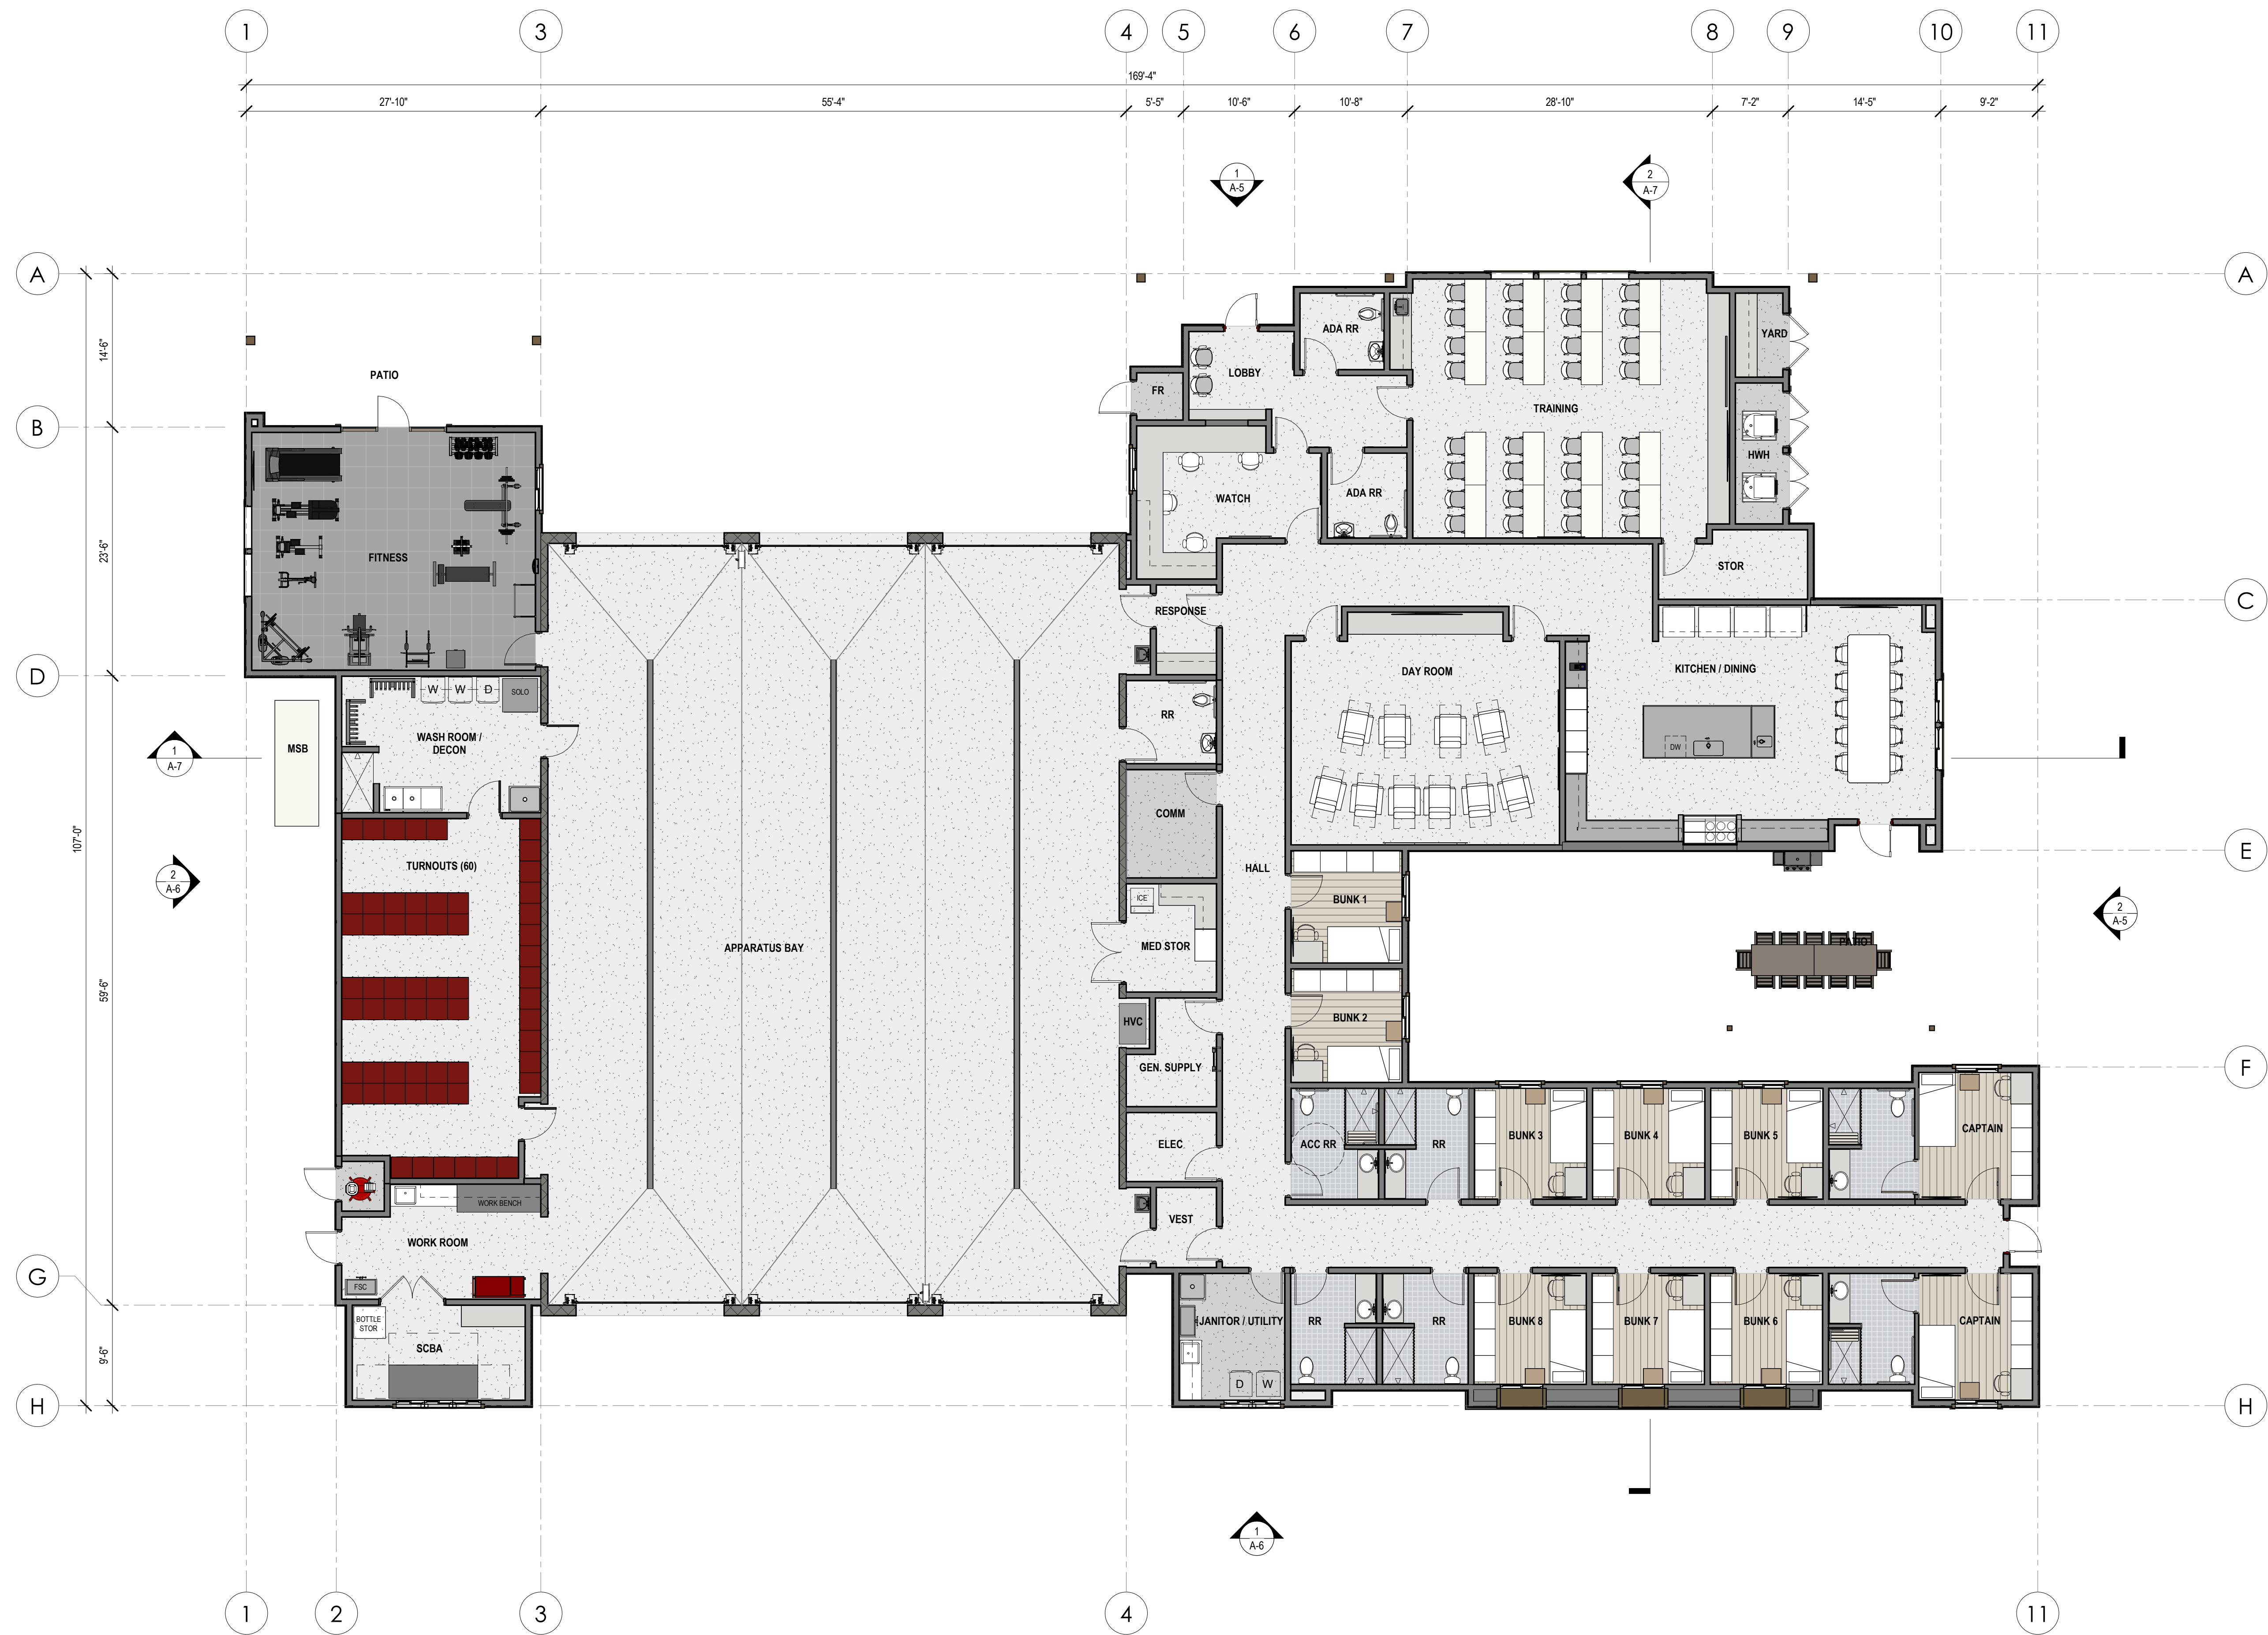 1
3
4
5
6
7
8
9
10
11
169'-4"
27'-10"
55'-4"
5'-5"
10'-6"
10'-8"
28'-10"
7'-2"
14'-5"
9'-2"
1
A-5
2
A-7
A
A
ADA RR
YARD
14'-6"
PATIO
LOBBY
FR
TRAINING
B
HWH
WATCH
ADA RR
23'-6"
FITNESS
STOR
C
RESPONSE
D
DAY ROOM
KITCHEN / DINING
W
W
D
SOLO
RR
WASH ROOM /
DECON
MSB
DW
1
A-7
COMM
107'-0"
TURNOUTS (60)
E
HALL
2
A-6
ICE
BUNK 1
2
A-5
APPARATUS BAY
MED STOR
PATIO
59'-6"
HVC
BUNK 2
GEN. SUPPLY
F
ELEC
ACC RR
RR
BUNK 3
BUNK 4
BUNK 5
CAPTAIN
WORK BENCH
VEST
WORK ROOM
G
FSC
BOTTLE
STOR
SCBA
JANITOR / UTILITY
RR
RR
BUNK 8
BUNK 7
BUNK 6
CAPTAIN
9'-6"
D
W
H
H
1
A-6
1
2
3
4
11